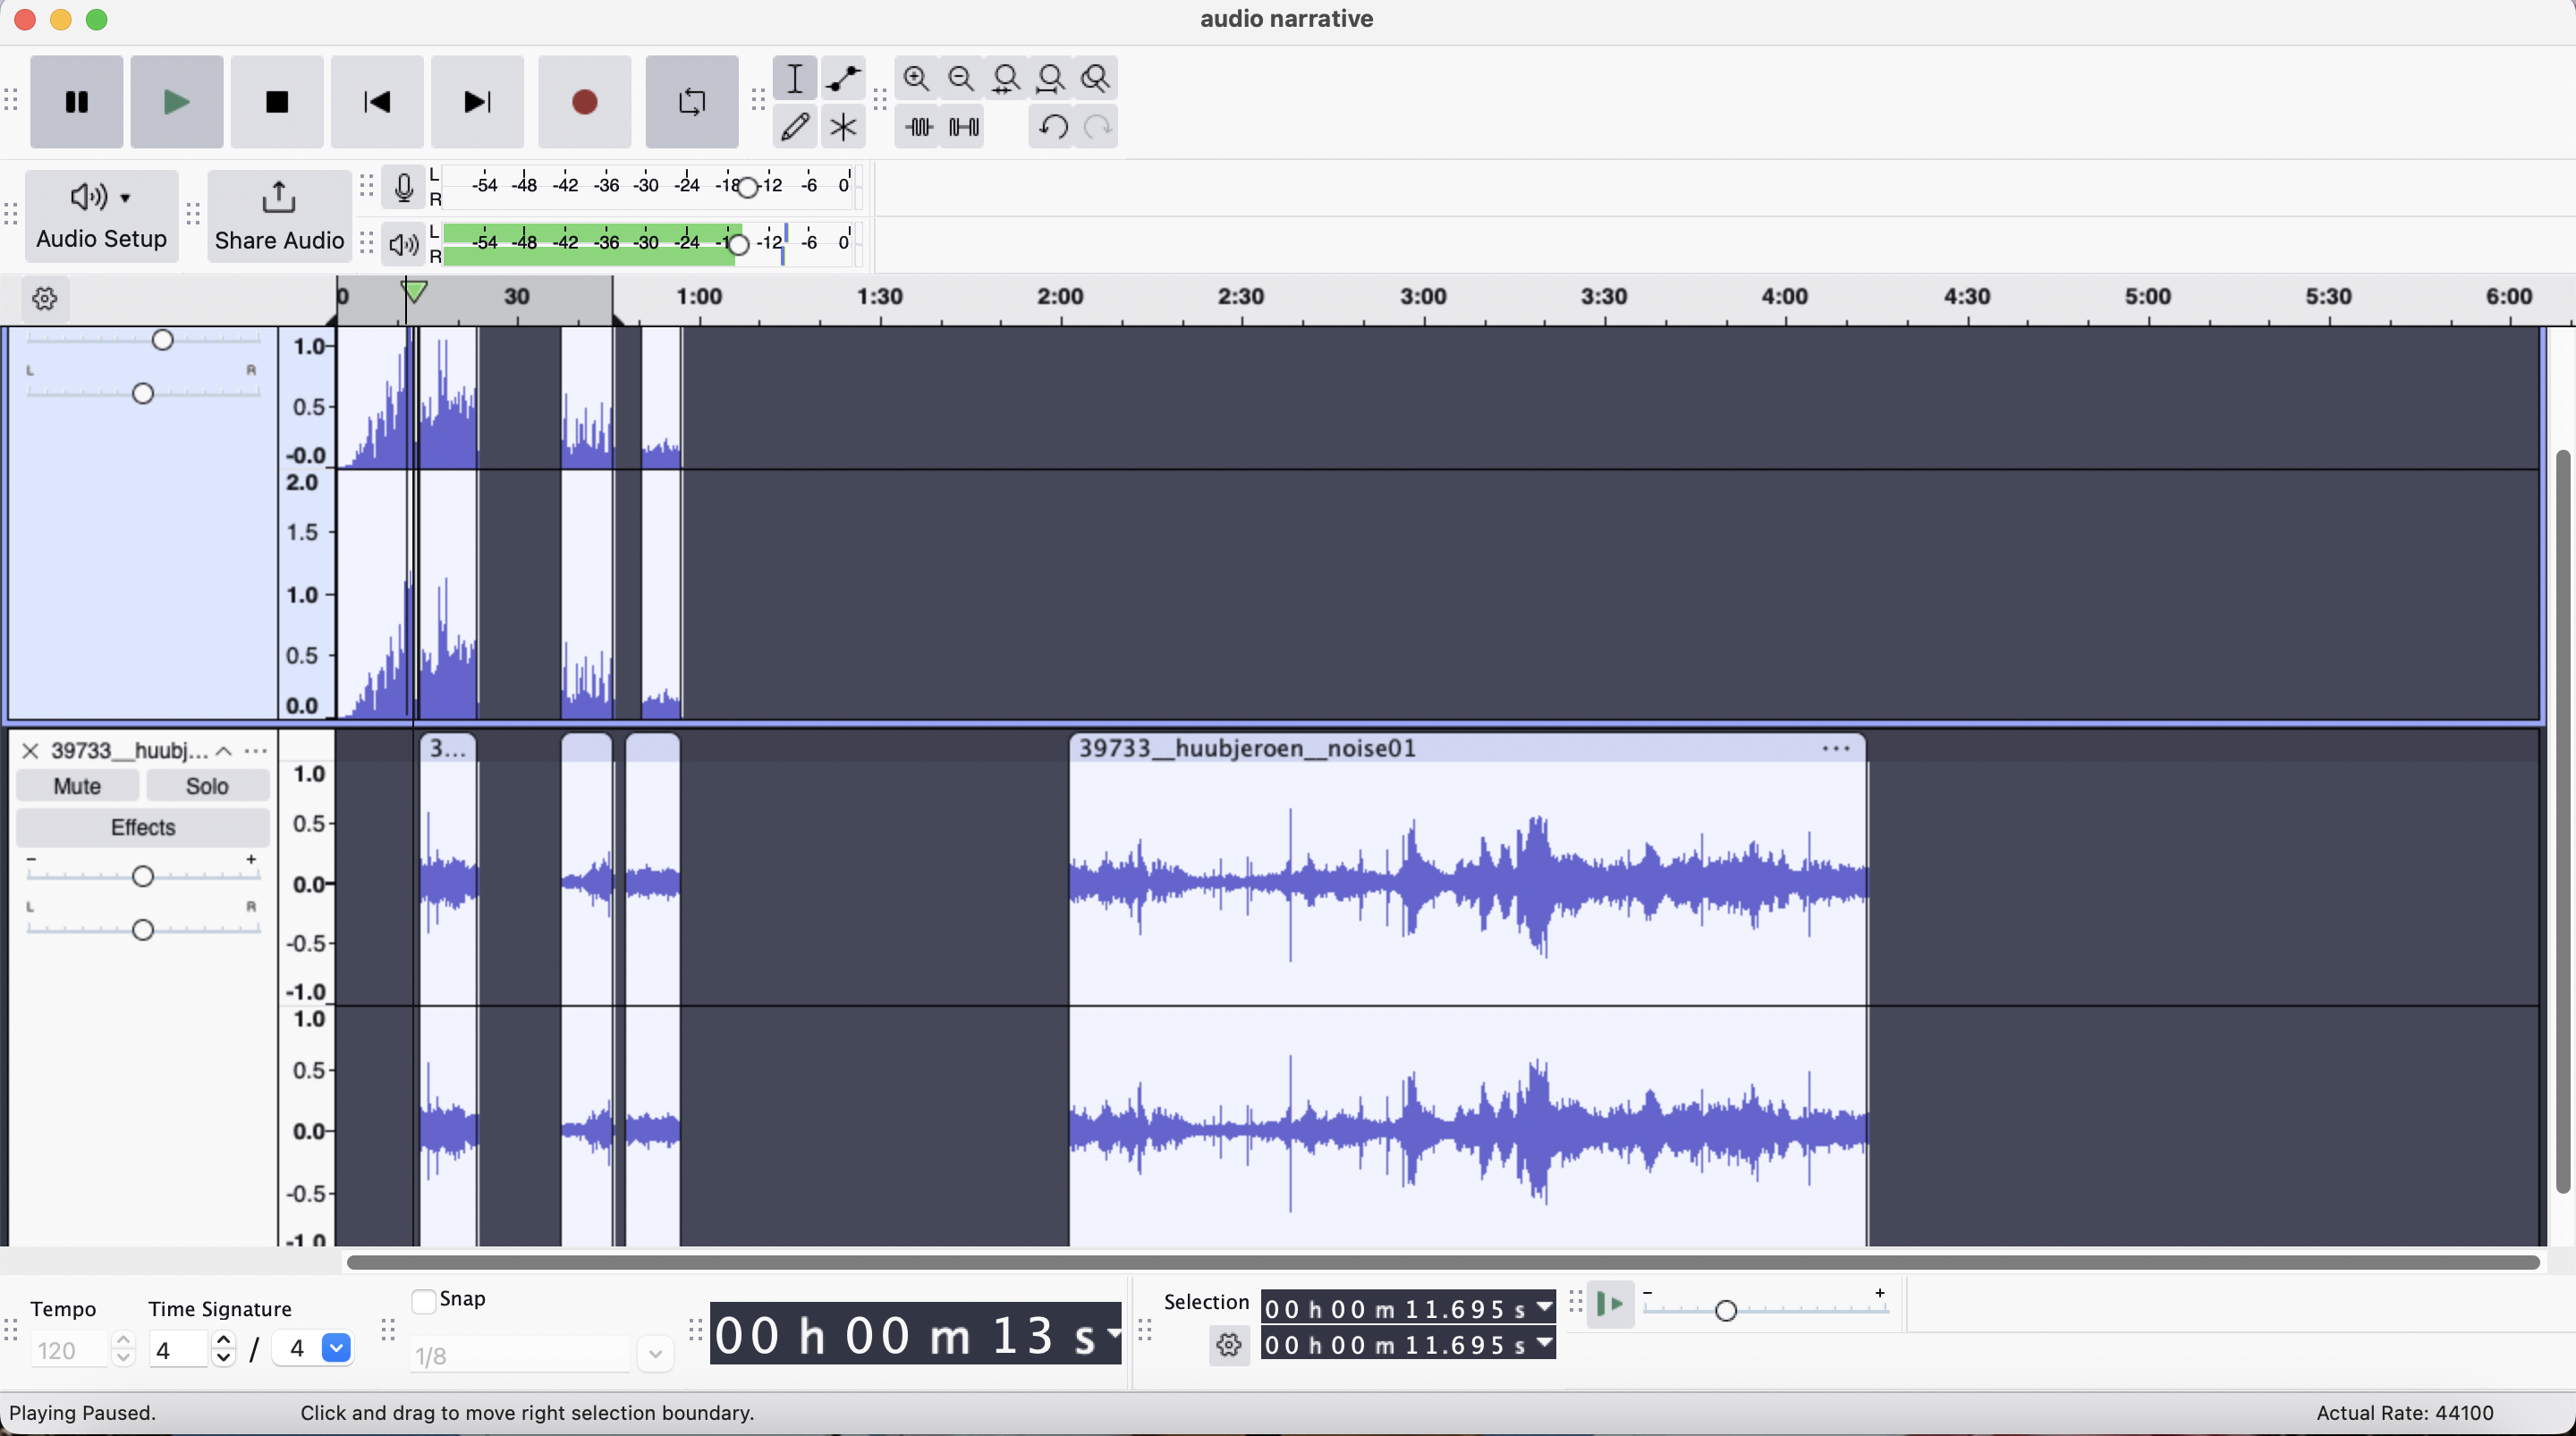 audio narrative
L
R
-54 -48 -42 -36 -30 -24 -18 -12 -6 0
Audio Setup
Share Audio
L
R
-54 -48 -42 -36 -30 -24 -12 -6 0
0 30 1:00 1:30 2:00 2:30 3:00 3:30 4:00 4:30 5:00 5:30 6:00
L R
1.0
0.5
-0.0
2.0
1.5
1.0
0.5
0.0
39733__huubj...
Mute Solo
Effects
- +
L R
1.0
0.5
0.0
-0.5
-1.0
1.0
0.5
0.0
-0.5
-1.0
3...
39733__huubjeroen__noise01
Tempo
120
Time Signature
4 / 4
Snap
1/8
00 h 00 m 13 s
Selection
00 h 00 m 11.695 s
00 h 00 m 11.695 s
- +
Playing Paused.
Click and drag to move right selection boundary.
Actual Rate: 44100